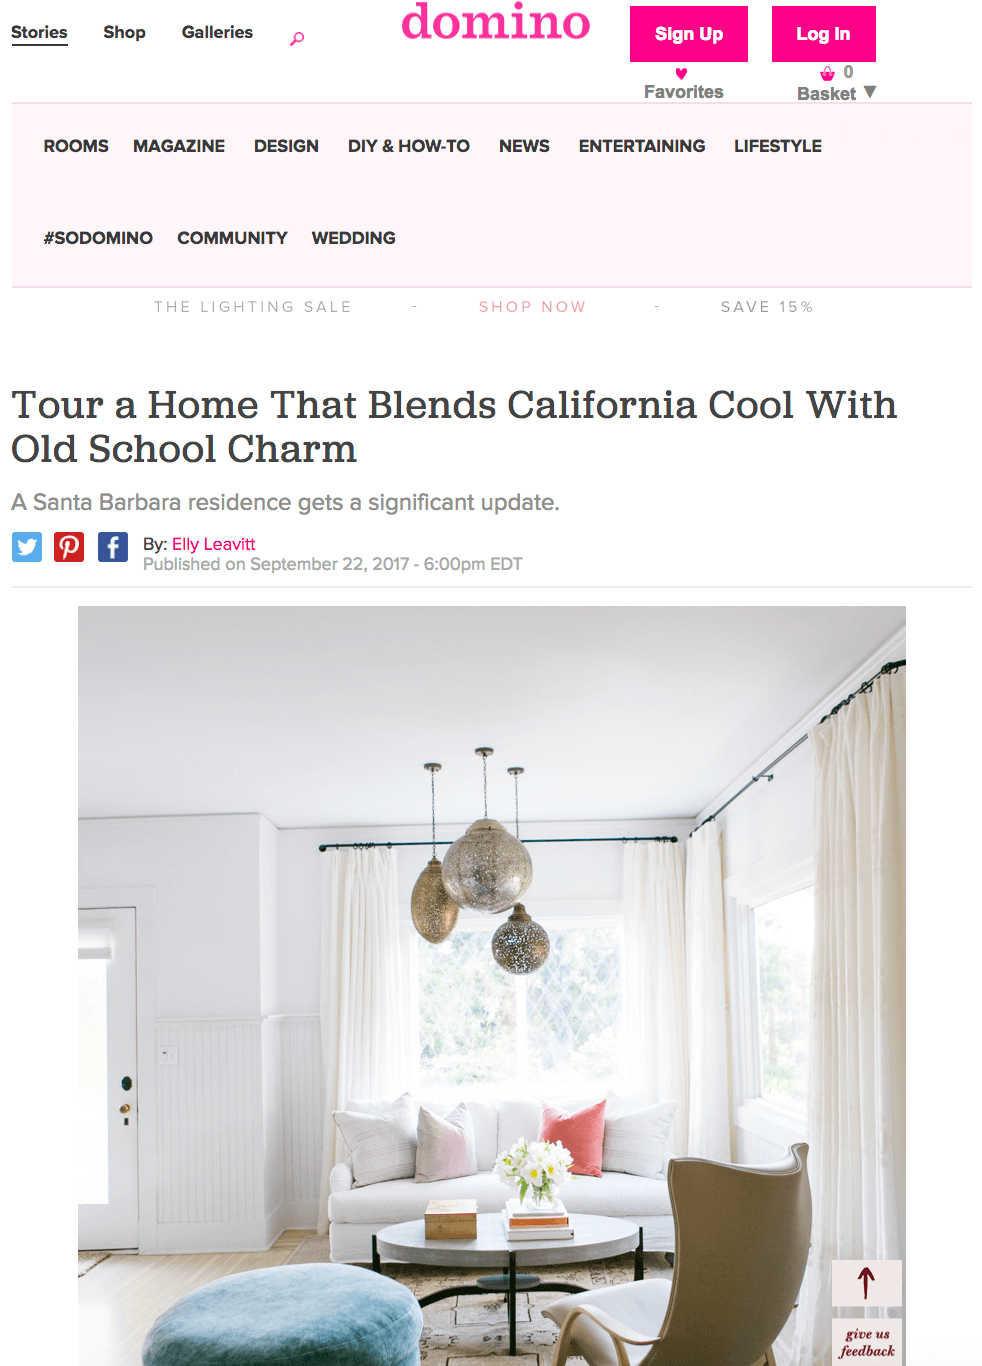 Stories Shop Galleries
domino
Sign Up Log In
Favorites
0
Basket ▼
ROOMS MAGAZINE DESIGN DIY & HOW-TO NEWS ENTERTAINING LIFESTYLE
#SODOMINO COMMUNITY WEDDING
THE LIGHTING SALE - SHOP NOW - SAVE 15%
Tour a Home That Blends California Cool With
Old School Charm
A Santa Barbara residence gets a significant update.
By: Elly Leavitt
Published on September 22, 2017 - 6:00pm EDT
give us
feedback